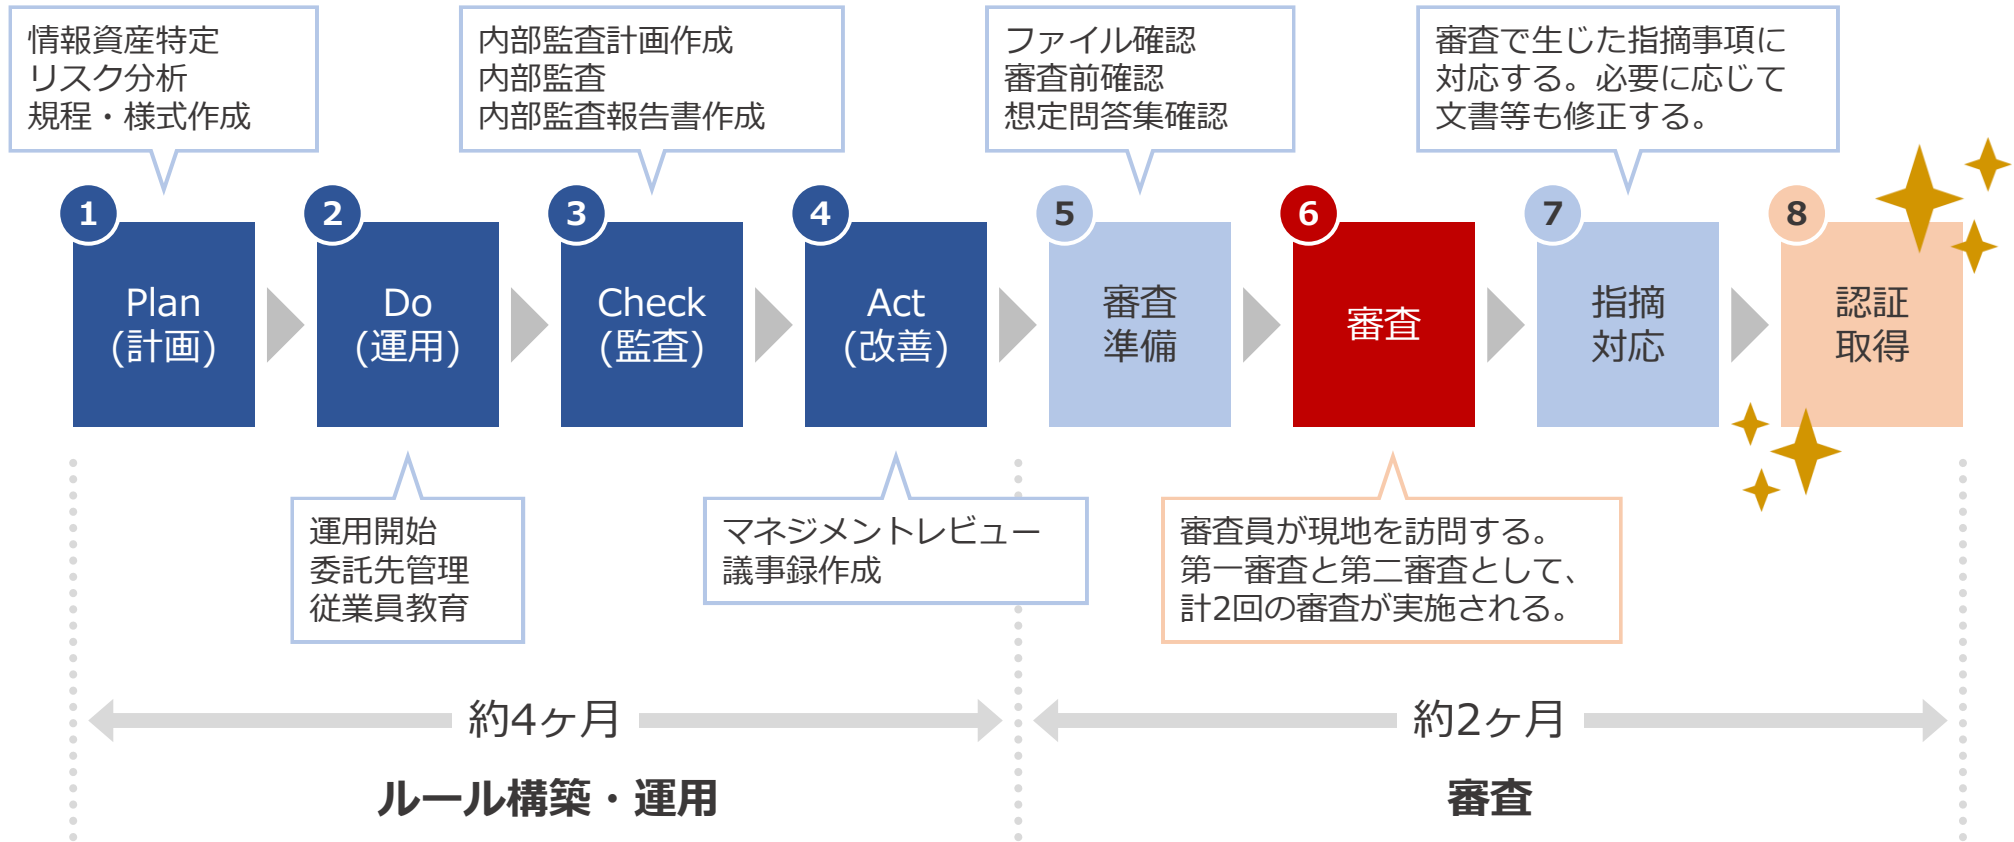 情報資産特定
リスク分析
規程・様式作成
内部監査計画作成
内部監査
内部監査報告書作成
ファイル確認
審査前確認
想定問答集確認
審査で生じた指摘事項に
対応する。必要に応じて
文書等も修正する。
1
Plan
(計画)
2
Do
(運用)
3
Check
(監査)
4
Act
(改善)
5
審査
準備
6
審査
7
指摘
対応
8
認証
取得
運用開始
委託先管理
従業員教育
マネジメントレビュー
議事録作成
審査員が現地を訪問する。
第一審査と第二審査として、
計2回の審査が実施される。
約4ヶ月
ルール構築・運用
約2ヶ月
審査